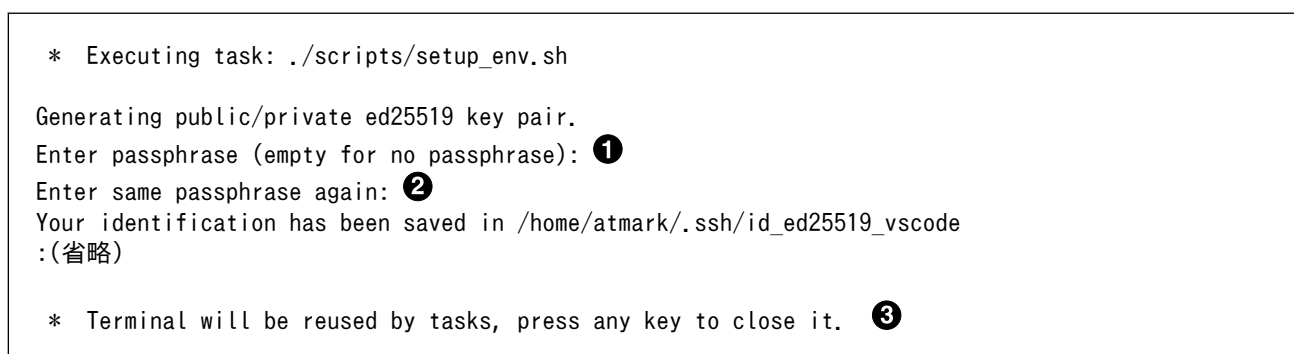 * Executing task: ./scripts/setup_env.sh
Generating public/private ed25519 key pair.
Enter passphrase (empty for no passphrase): ❶
Enter same passphrase again: ❷
Your identification has been saved in /home/atmark/.ssh/id_ed25519_vscode
:(省略)
* Terminal will be reused by tasks, press any key to close it. ❸